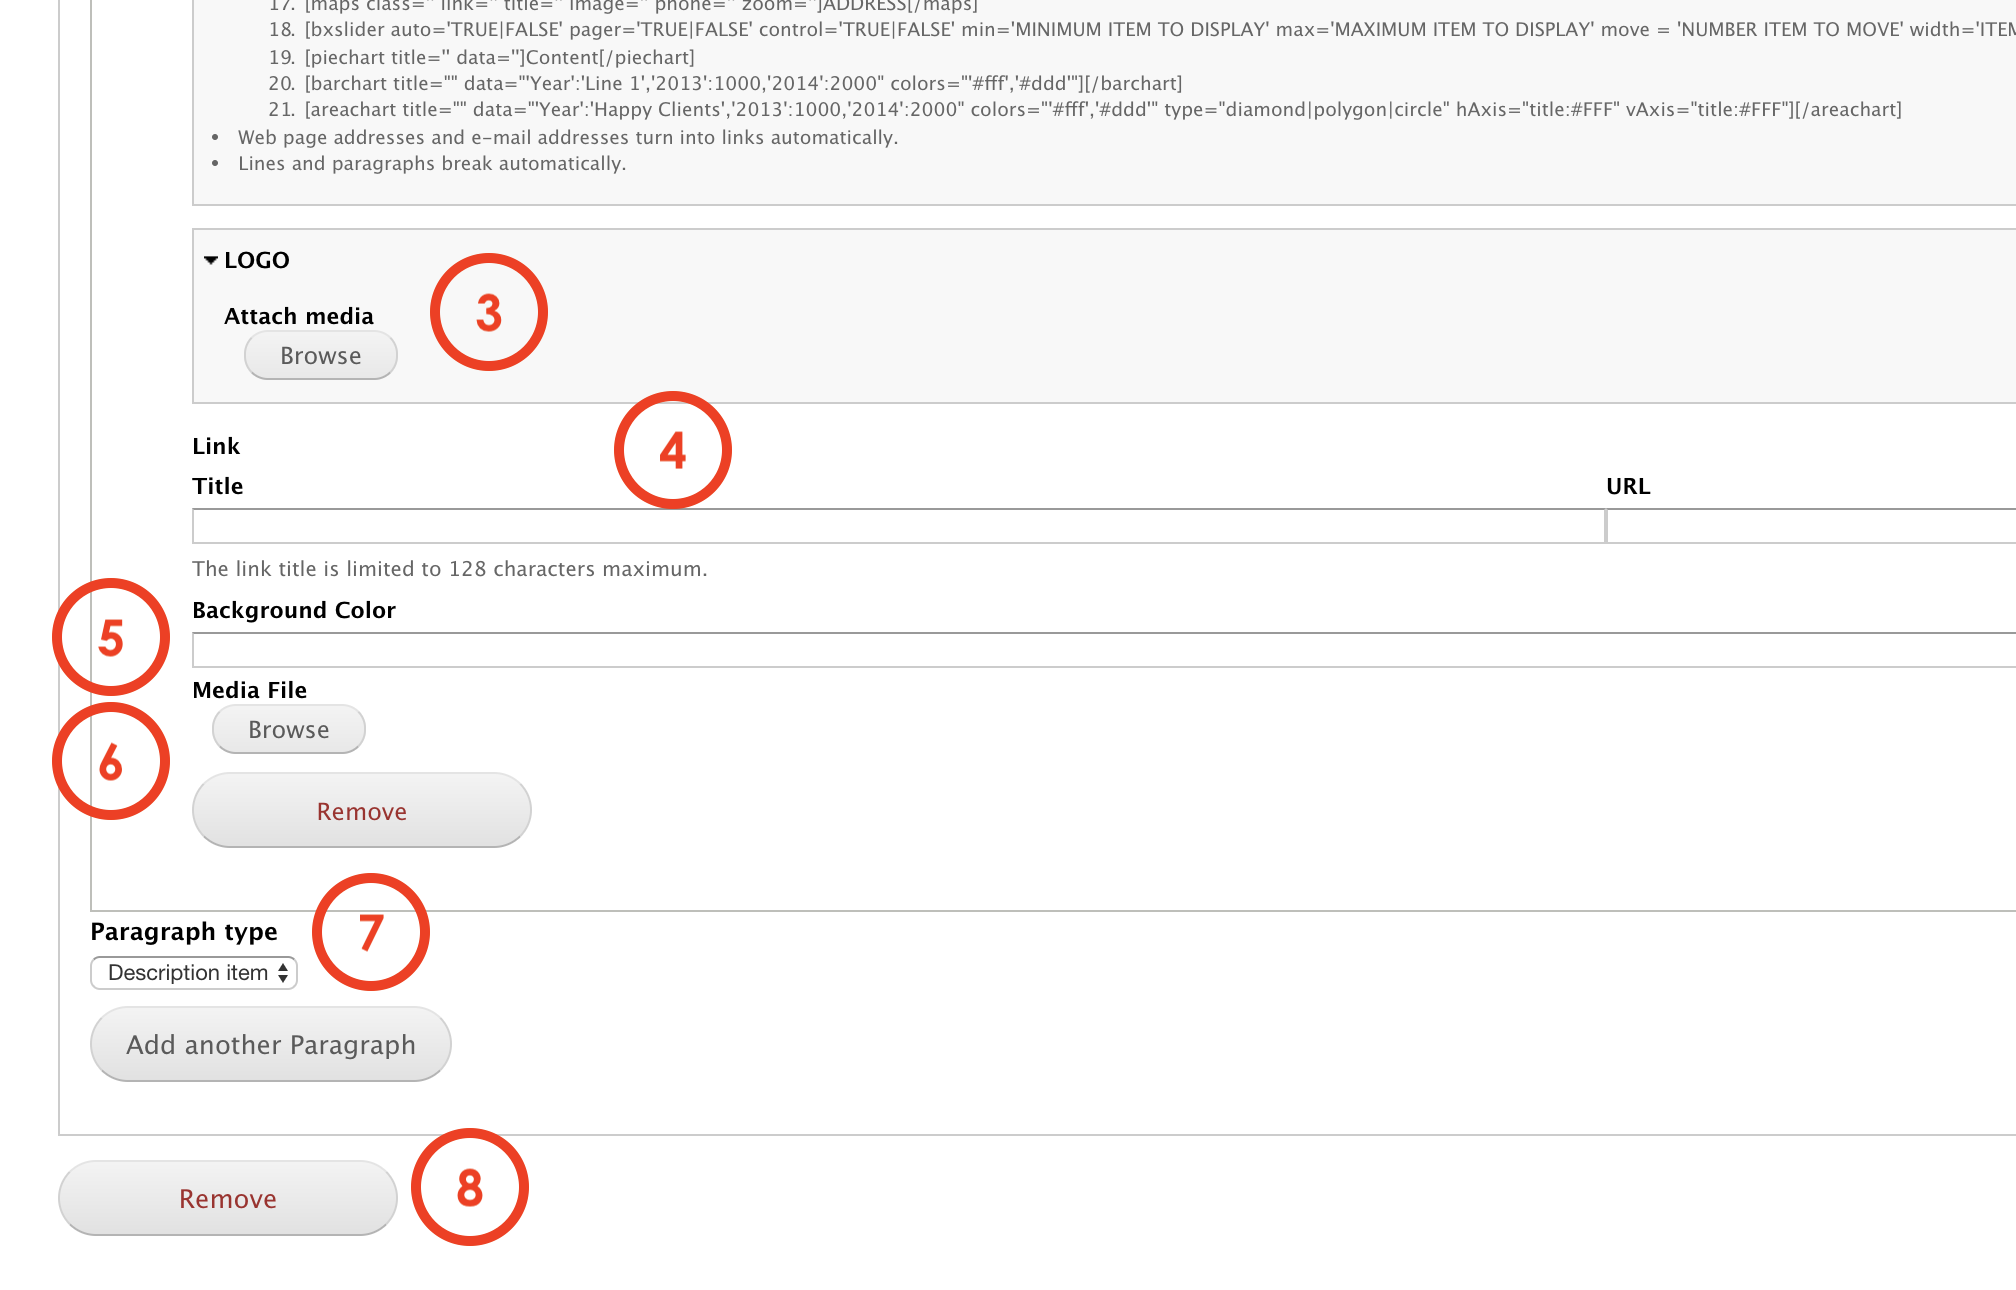 17. [maps class='' link='' title='' image='' phone='' zoom='']ADDRESS[/maps]
18. [bxslider auto='TRUE|FALSE' pager='TRUE|FALSE' control='TRUE|FALSE' min='MINIMUM ITEM TO DISPLAY' max='MAXIMUM ITEM TO DISPLAY' move = 'NUMBER ITEM TO MOVE' width='ITEM
19. [piechart title='' data='']Content[/piechart]
20. [barchart title="" data="'Year':'Line 1','2013':1000,'2014':2000" colors="'#fff','#ddd'"][/barchart]
21. [areachart title="" data="'Year':'Happy Clients','2013':1000,'2014':2000" colors="'#fff','#ddd'" type="diamond|polygon|circle" hAxis="title:#FFF" vAxis="title:#FFF"][/areachart]
• Web page addresses and e-mail addresses turn into links automatically.
• Lines and paragraphs break automatically.
LOGO
3
Attach media
Browse
4
Link
Title URL
The link title is limited to 128 characters maximum.
5
Background Color
Media File
6
Browse
Remove
7
Paragraph type
Description item
Add another Paragraph
8
Remove